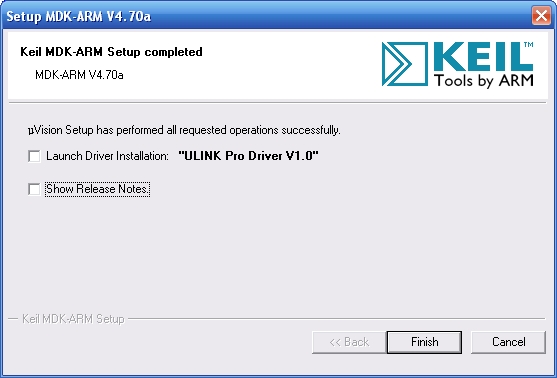 Setup MDK-ARM V4.70a
Keil MDK-ARM Setup completed
MDK-ARM V4.70a
KEIL™
Tools by ARM
µVision Setup has performed all requested operations successfully.
Launch Driver Installation: "ULINK Pro Driver V1.0"
Show Release Notes.
Keil MDK-ARM Setup
<< Back
Finish
Cancel